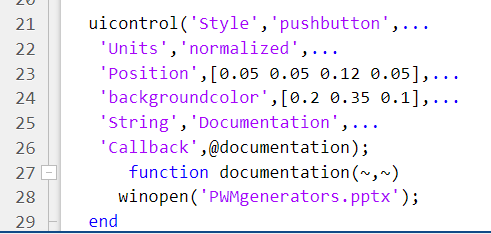 20
21 uicontrol('Style','pushbutton',...
22 'Units','normalized',...
23 'Position',[0.05 0.05 0.12 0.05],...
24 'backgroundcolor',[0.2 0.35 0.1],...
25 'String','Documentation',...
26 'Callback',@documentation);
27 function documentation(~,~)
28 winopen('PWMgenerators.pptx');
29 end